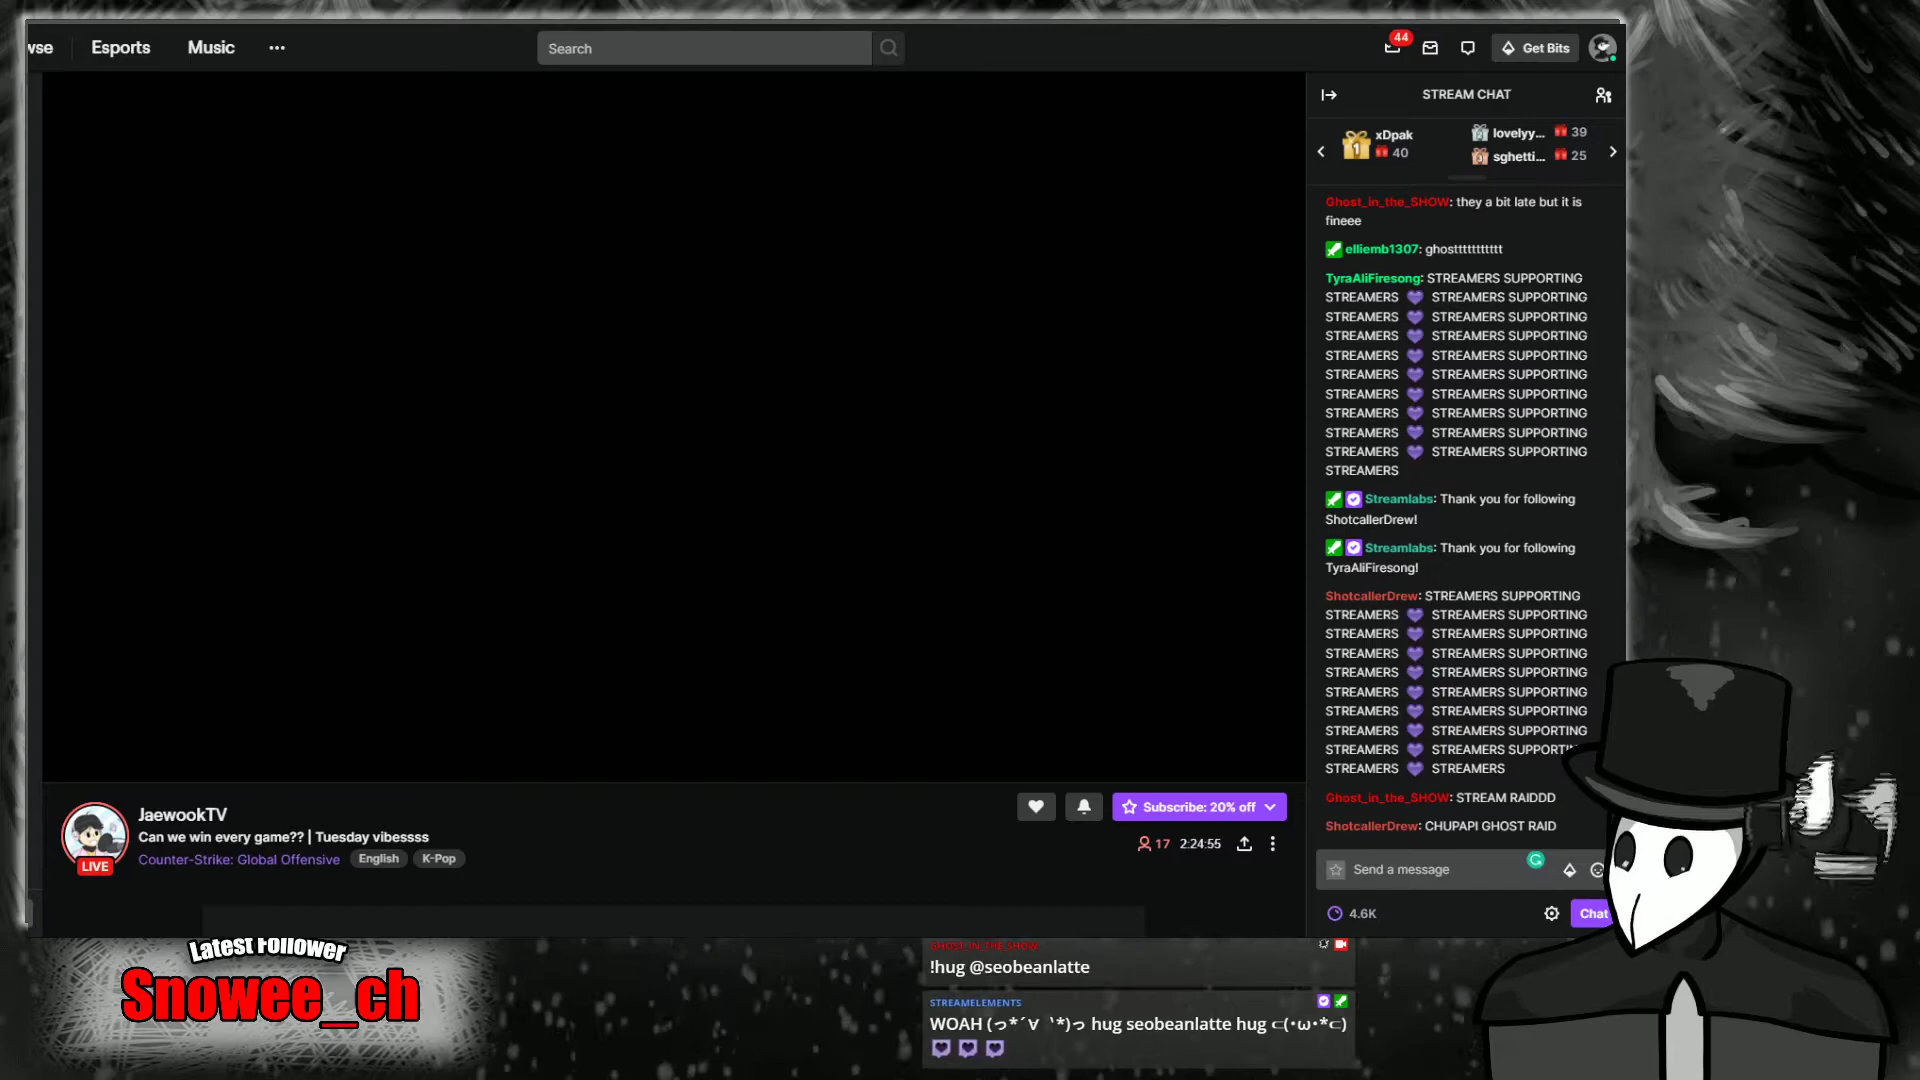 wse
Esports
Music
Search
44
Get Bits
STREAM CHAT
1
xDpak
40
lovelyy...
39
sghetti...
25
Ghost_in_the_SHOW: they a bit late but it is
fineee
elliemb1307: ghosttttttttttt
TyraAliFiresong: STREAMERS SUPPORTING
STREAMERS 💜 STREAMERS SUPPORTING
STREAMERS 💜 STREAMERS SUPPORTING
STREAMERS 💜 STREAMERS SUPPORTING
STREAMERS 💜 STREAMERS SUPPORTING
STREAMERS 💜 STREAMERS SUPPORTING
STREAMERS 💜 STREAMERS SUPPORTING
STREAMERS 💜 STREAMERS SUPPORTING
STREAMERS 💜 STREAMERS SUPPORTING
STREAMERS 💜 STREAMERS SUPPORTING
STREAMERS
Streamlabs: Thank you for following
ShotcallerDrew!
Streamlabs: Thank you for following
TyraAliFiresong!
ShotcallerDrew: STREAMERS SUPPORTING
STREAMERS 💜 STREAMERS SUPPORTING
STREAMERS 💜 STREAMERS SUPPORTING
STREAMERS 💜 STREAMERS SUPPORTING
STREAMERS 💜 STREAMERS SUPPORTING
STREAMERS 💜 STREAMERS SUPPORTING
STREAMERS 💜 STREAMERS SUPPORTING
STREAMERS 💜 STREAMERS SUPPORTING
STREAMERS 💜 STREAMERS SUPPORTING
STREAMERS 💜 STREAMERS
Ghost_in_the_SHOW: STREAM RAIDDD
ShotcallerDrew: CHUPAPI GHOST RAID
Send a message
4.6K
Chat
JaewookTV
Can we win every game?? | Tuesday vibessss
Counter-Strike: Global Offensive
English
K-Pop
LIVE
Subscribe: 20% off
17
2:24:55
Latest Follower
Snowee_ch
GHOST_IN_THE_SHOW
!hug @seobeanlatte
STREAMELEMENTS
WOAH (っ*´∀｀*)っ hug seobeanlatte hug ⊂(･ω･*⊂)